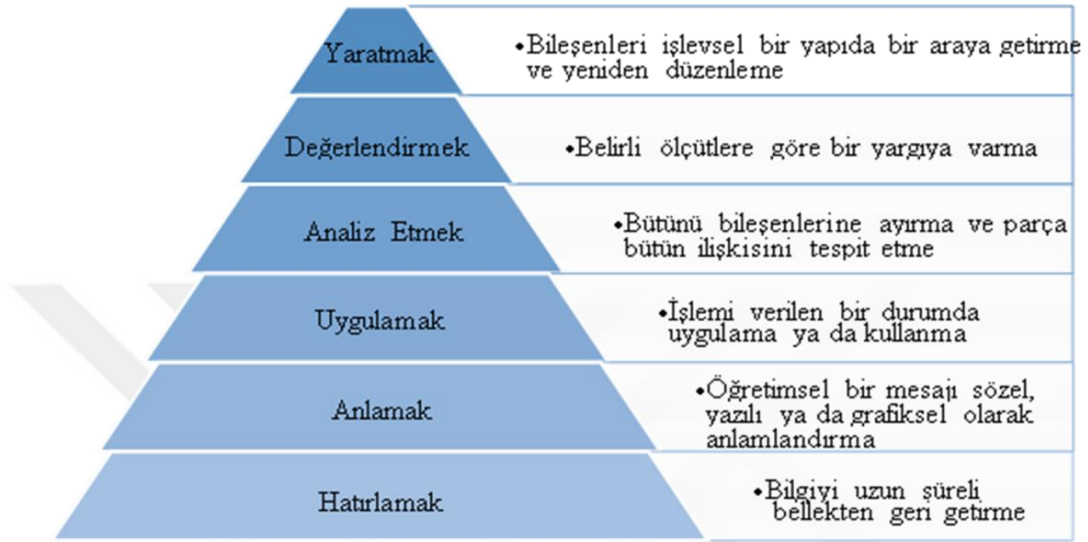 Yaratmak
•Bileşenleri işlevsel bir yapıda bir araya getirme
ve yeniden düzenleme
Değerlendirmek
•Belirli ölçütlere göre bir yargıya varma
Analiz Etmek
•Bütünü bileşenlerine ayırma ve parça
bütün ilişkisini tespit etme
Uygulamak
•İşlemi verilen bir durumda
uygulama ya da kullanma
Anlamak
•Öğretimsel bir mesajı sözel,
yazılı ya da grafiksel olarak
anlamlandırma
Hatırlamak
•Bilgiyi uzun süreli
bellekten geri getirme